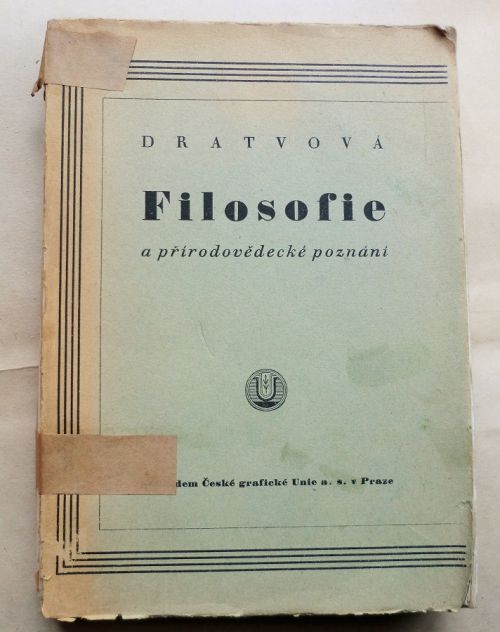 DRATVOVÁ
Filosofie
a přírodovědecké poznání
České grafické Unie a. s. v Praze